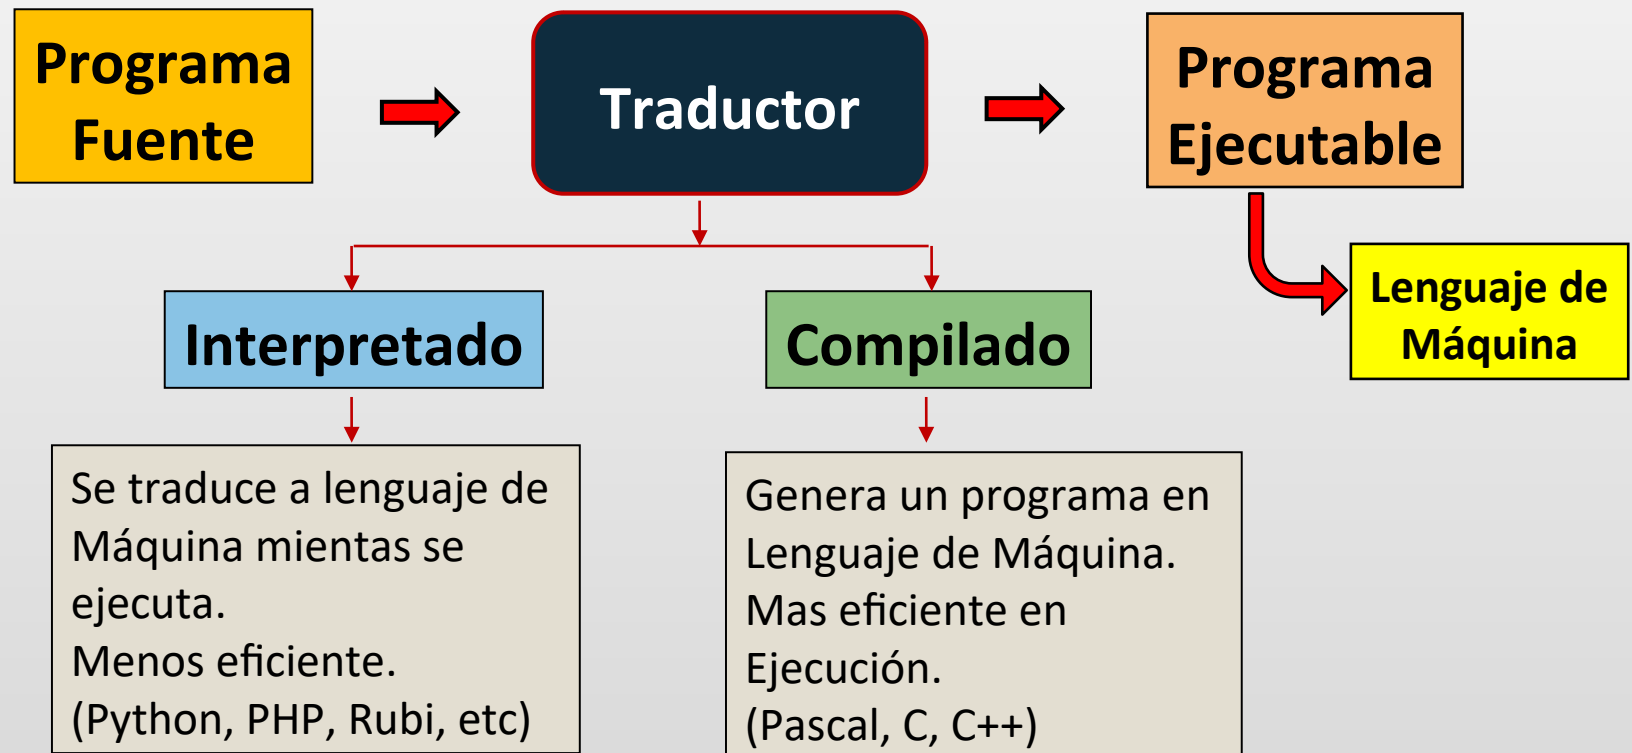 Programa
Fuente
Traductor
Programa
Ejecutable
Lenguaje de
Máquina
Interpretado
Compilado
Se traduce a lenguaje de
Máquina mientas se
ejecuta.
Menos eficiente.
(Python, PHP, Rubi, etc)
Genera un programa en
Lenguaje de Máquina.
Mas eficiente en
Ejecución.
(Pascal, C, C++)